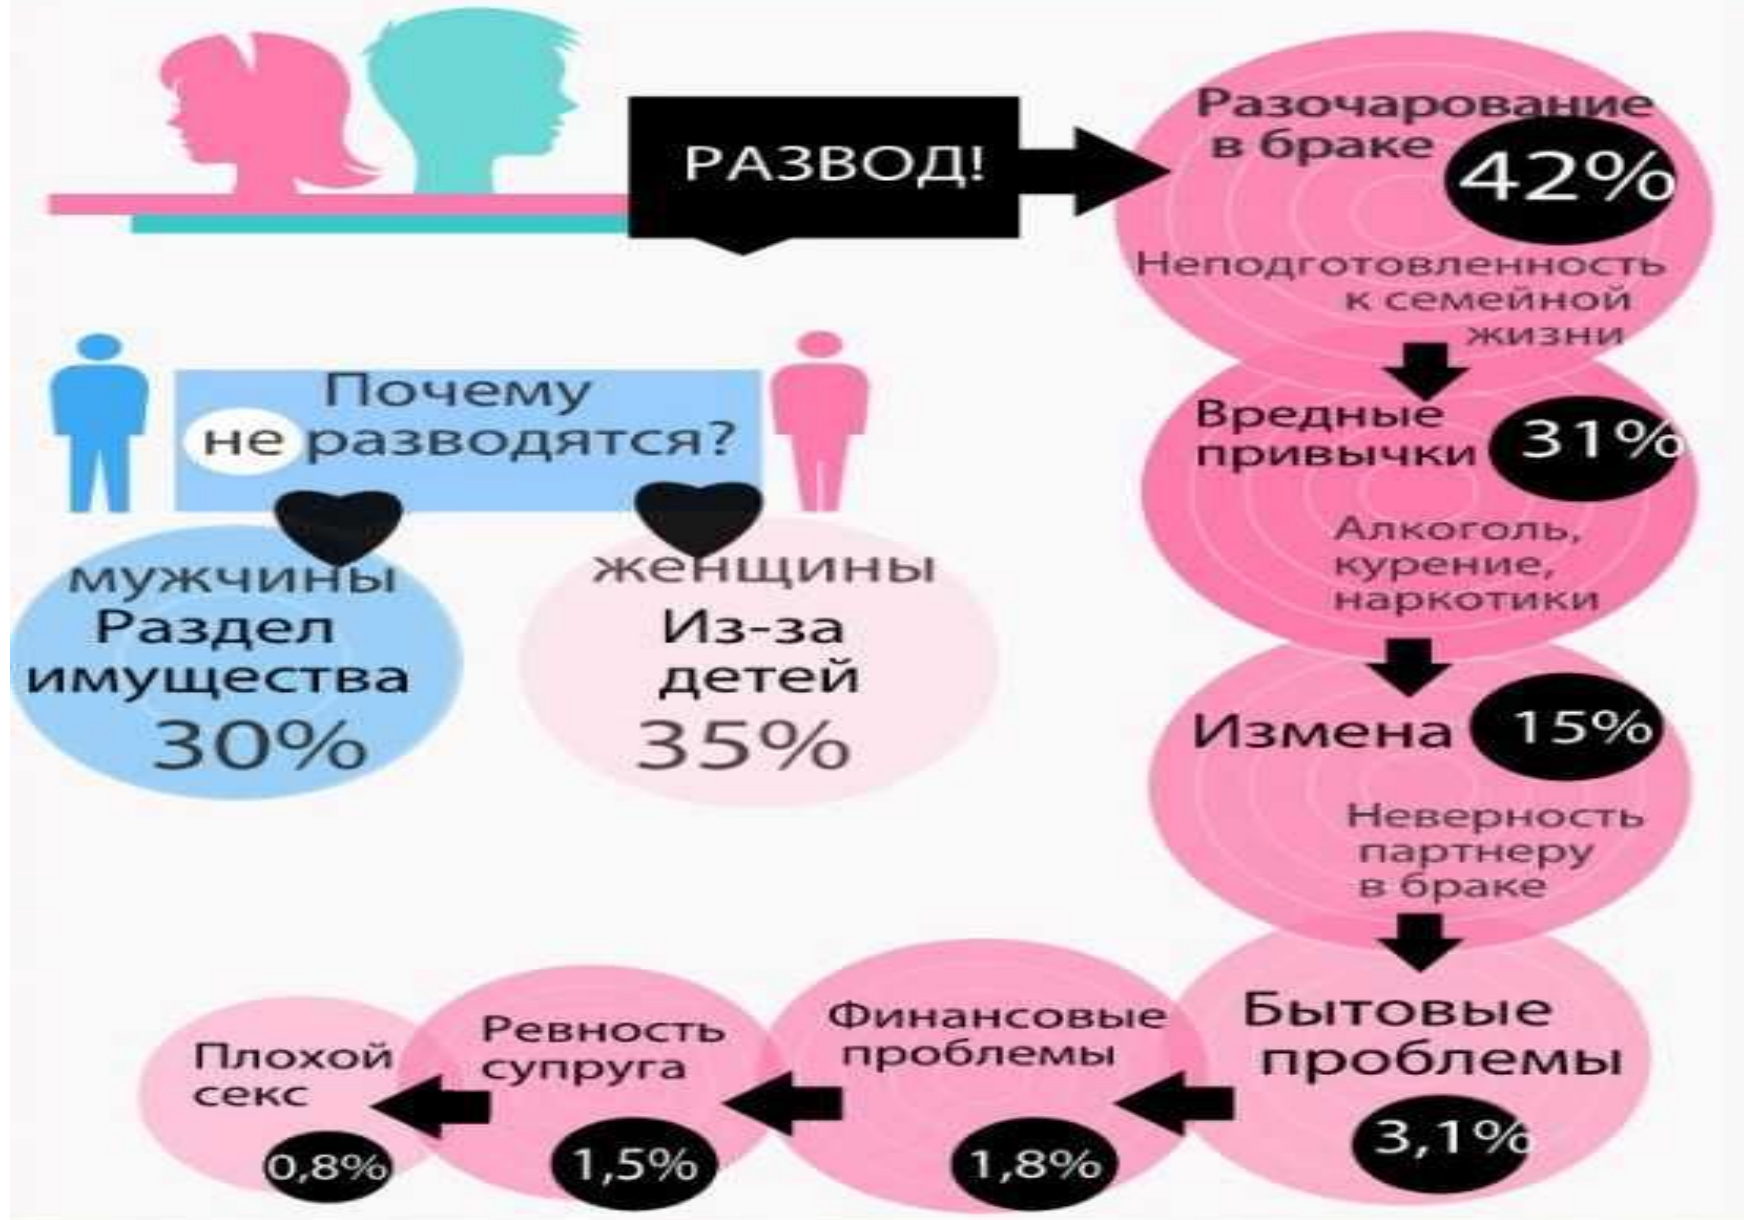 РАЗВОД!
Разочарование
в браке
42%
Неподготовленность
к семейной
жизни
Вредные
привычки
31%
Алкоголь,
курение,
наркотики
Измена
15%
Неверность
партнеру
в браке
Бытовые
проблемы
3,1%
Финансовые
проблемы
1,8%
Ревность
супруга
1,5%
Плохой
секс
0,8%
Почему
не разводятся?
мужчины
Раздел
имущества
30%
женщины
Из-за
детей
35%